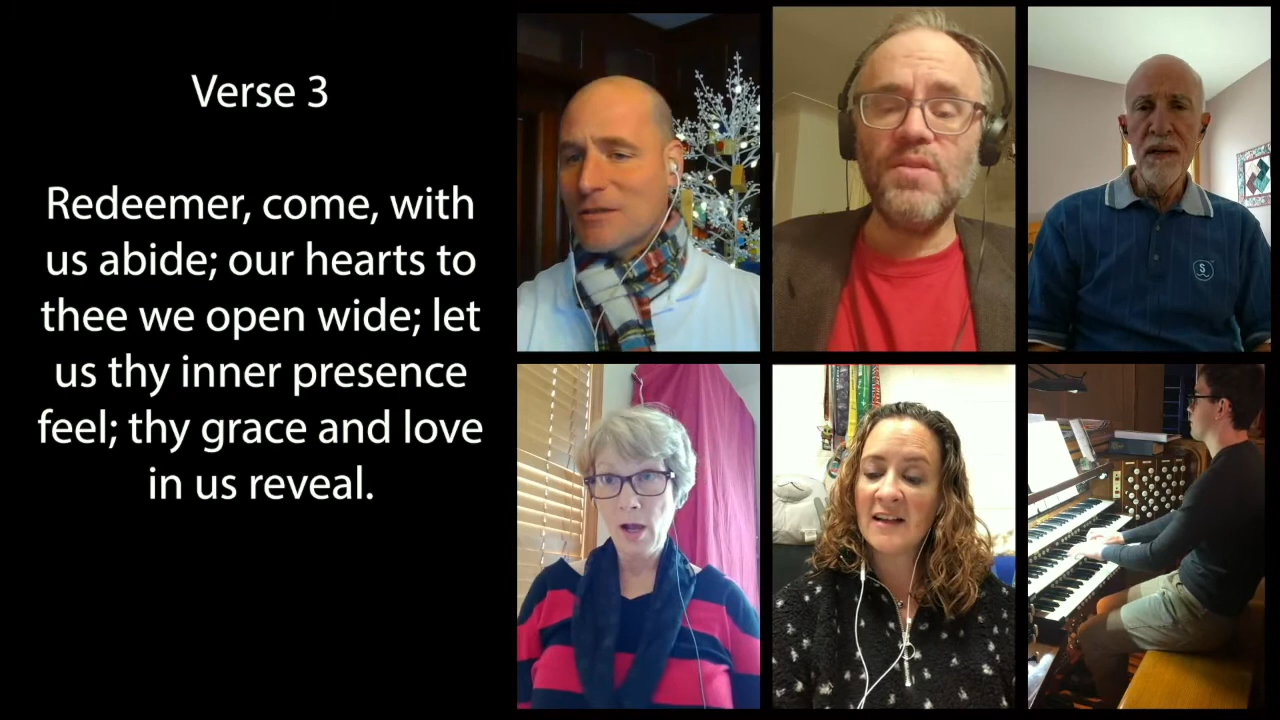 Verse 3
Redeemer, come, with
us abide; our hearts to
thee we open wide; let
us thy inner presence
feel; thy grace and love
in us reveal.
S